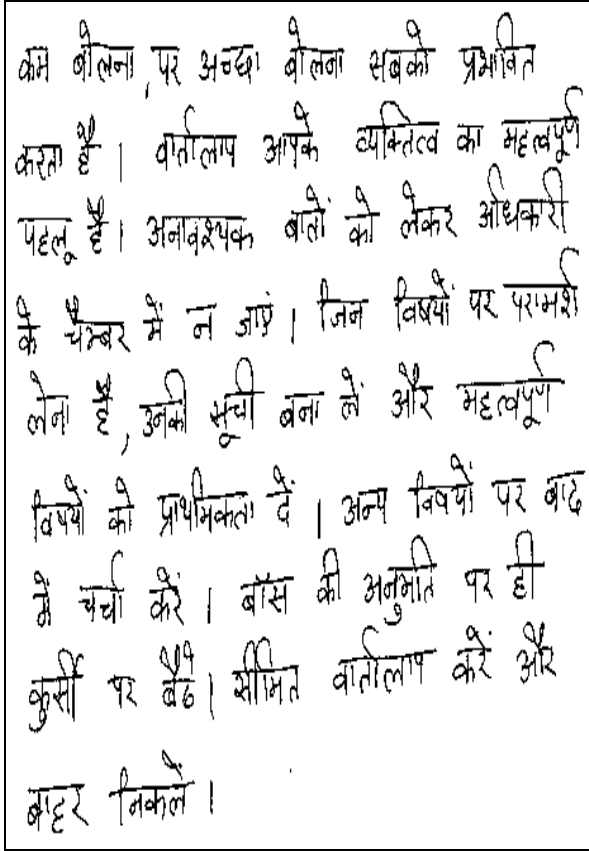 कम बोलना, पर अच्छा बोलना सबको प्रभावित
करता है। वार्तालाप आपके व्यक्तित्व का महत्वपूर्ण
पहलू है। अनावश्यक बातों को लेकर अधिकारी
के चैम्बर में न जाएं। जिन विषयों पर परामर्श
लेना है, उनकी सूची बना लें और महत्वपूर्ण
विषयों को प्राथमिकता दें। अन्य विषयों पर बाद
में चर्चा करें। बॉस की अनुमति पर ही
कुर्सी पर बैठें। सीमित वार्तालाप करें और
बाहर निकलें।